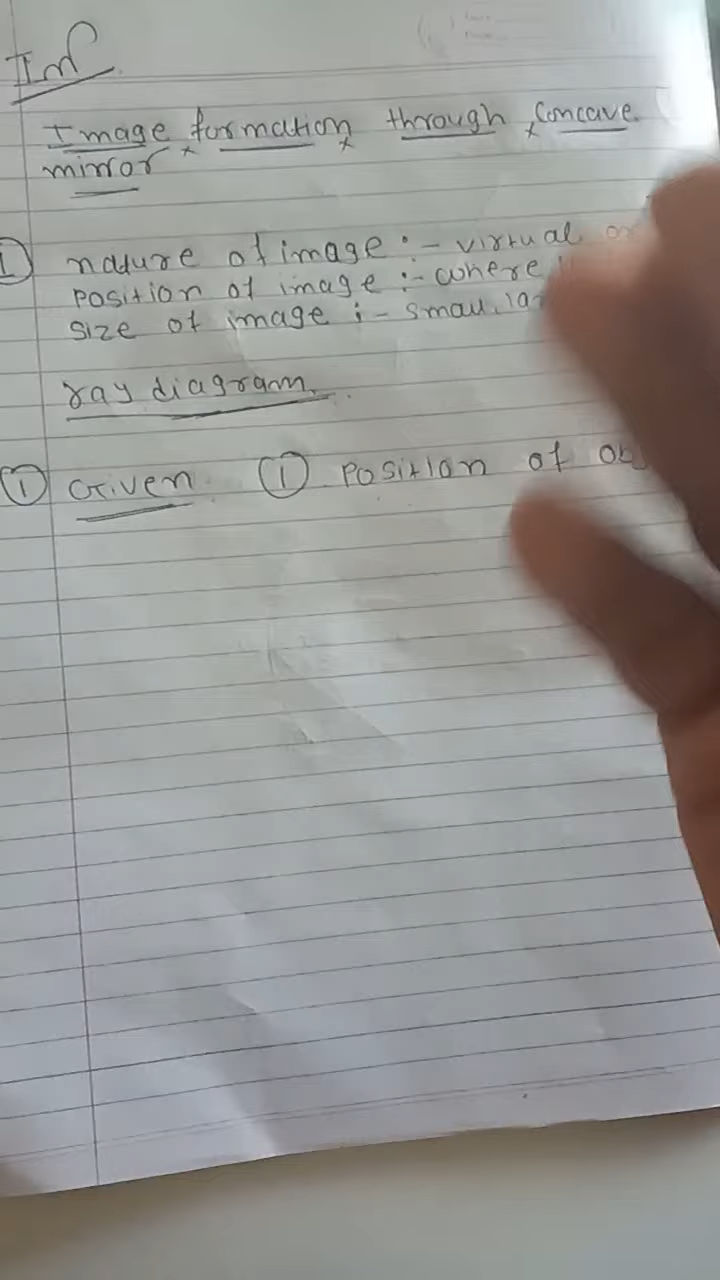 Imp
Image formation through concave
mirror
① nature of image :- virtual or
Position of image :- where
size of image :- small,
ray diagram.
① Given ① Position of